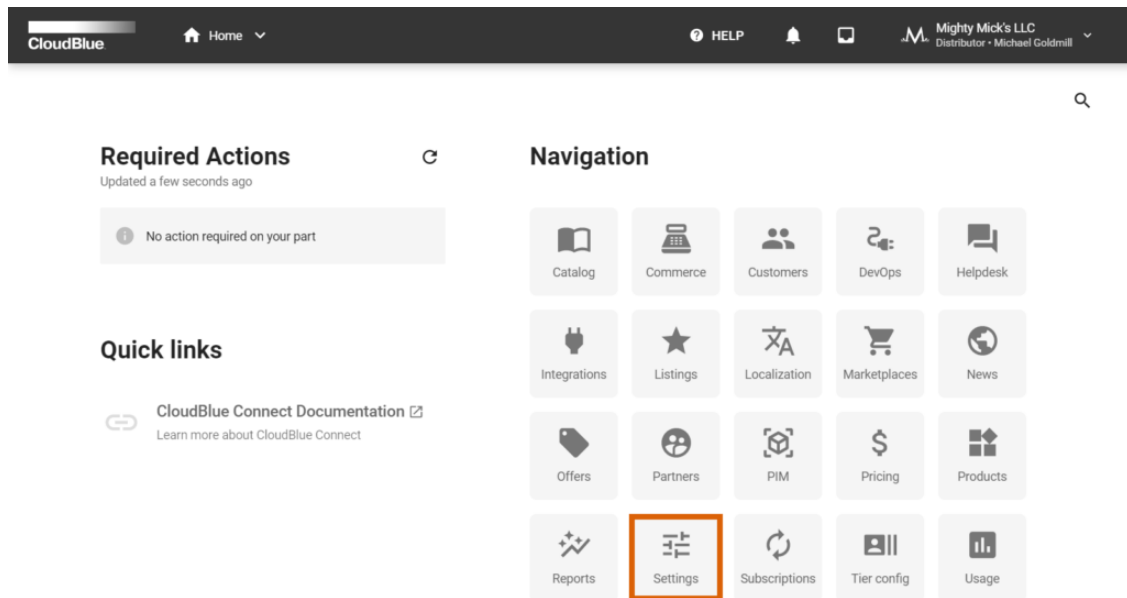 CloudBlue.
Home
HELP
Mighty Mick's LLC
Distributor • Michael Goldmill
Required Actions
Updated a few seconds ago
No action required on your part
Quick links
CloudBlue Connect Documentation
Learn more about CloudBlue Connect
Navigation
Catalog
Commerce
Customers
DevOps
Helpdesk
Integrations
Listings
Localization
Marketplaces
News
Offers
Partners
PIM
Pricing
Products
Reports
Settings
Subscriptions
Tier config
Usage